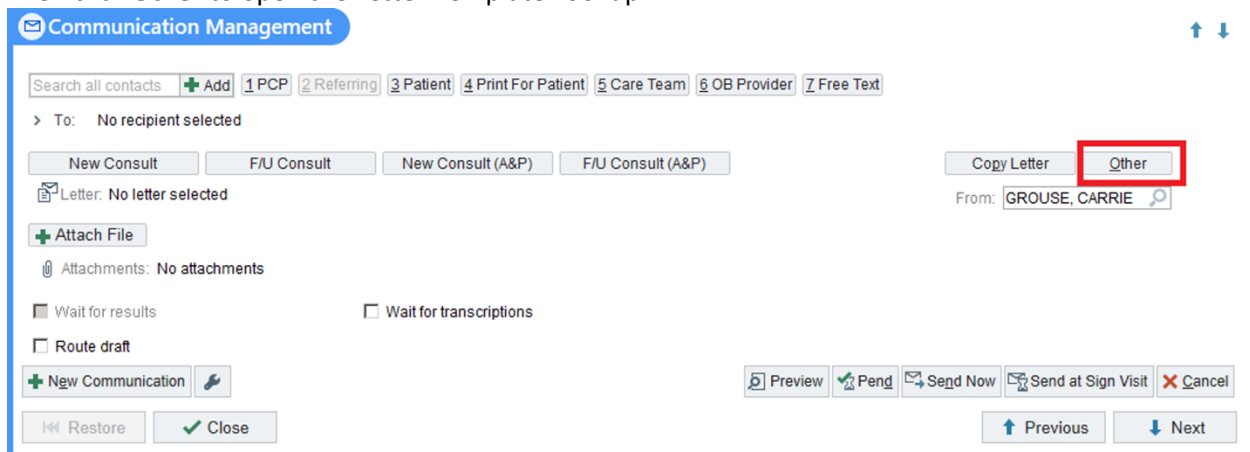 Communication Management
Search all contacts Add 1 PCP 2 Referring 3 Patient 4 Print For Patient 5 Care Team 6 OB Provider 7 Free Text
> To: No recipient selected
New Consult F/U Consult New Consult (A&P) F/U Consult (A&P) Copy Letter Other
Letter: No letter selected From: GROUSE, CARRIE
Attach File
Attachments: No attachments
Wait for results Wait for transcriptions
Route draft
New Communication Preview Pend Send Now Send at Sign Visit Cancel
Restore Close Previous Next